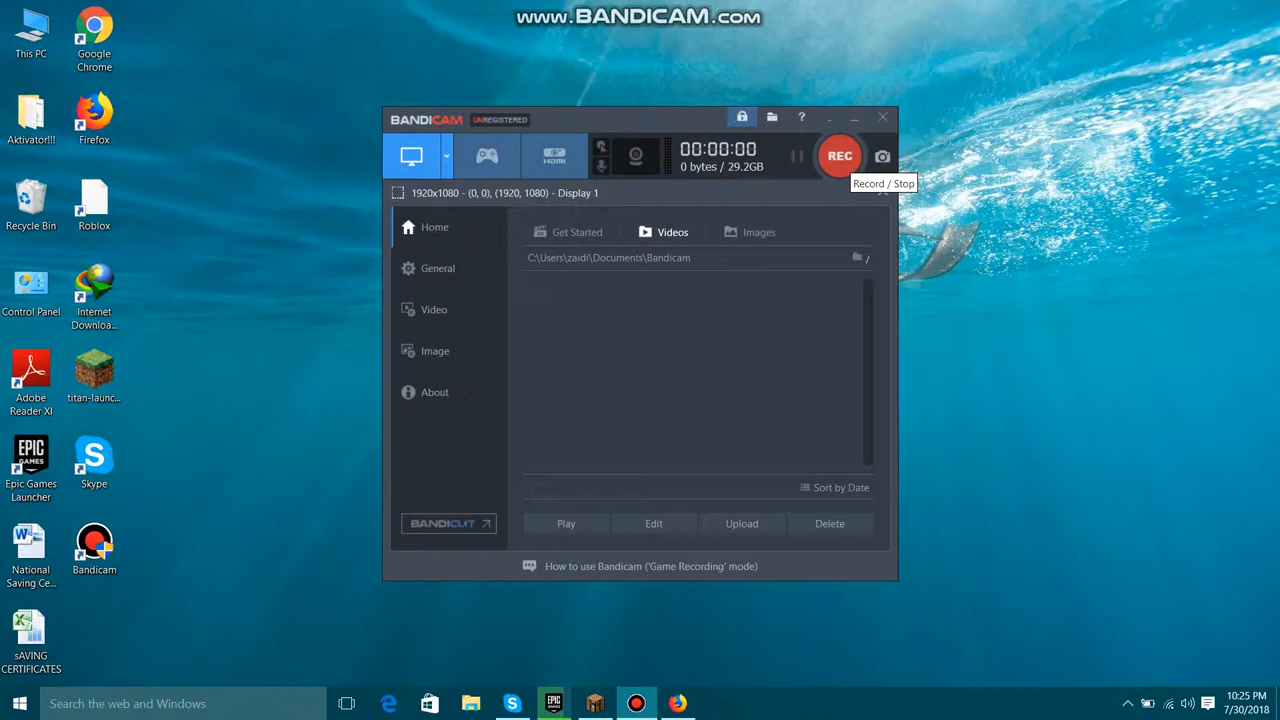 www.BANDICAM.com
This PC
Google
Chrome
Aktivator!!!
Firefox
Recycle Bin
Roblox
Control Panel
Internet
Downloa...
Adobe
Reader XI
titan-launc...
EPIC
GAMES
Epic Games
Launcher
Skype
National
Saving Ce...
Bandicam
sAVING
CERTIFICATES
BANDICAM UNREGISTERED
?
HDMI
00:00:00
0 bytes / 29.2GB
REC
Record / Stop
1920x1080 - (0, 0), (1920, 1080) - Display 1
Home
General
Video
Image
About
BANDICUT
Get Started
Videos
Images
C:\Users\zaidi\Documents\Bandicam
/
Sort by Date
Play
Edit
Upload
Delete
How to use Bandicam ('Game Recording' mode)
Search the web and Windows
EPIC
10:25 PM
7/30/2018